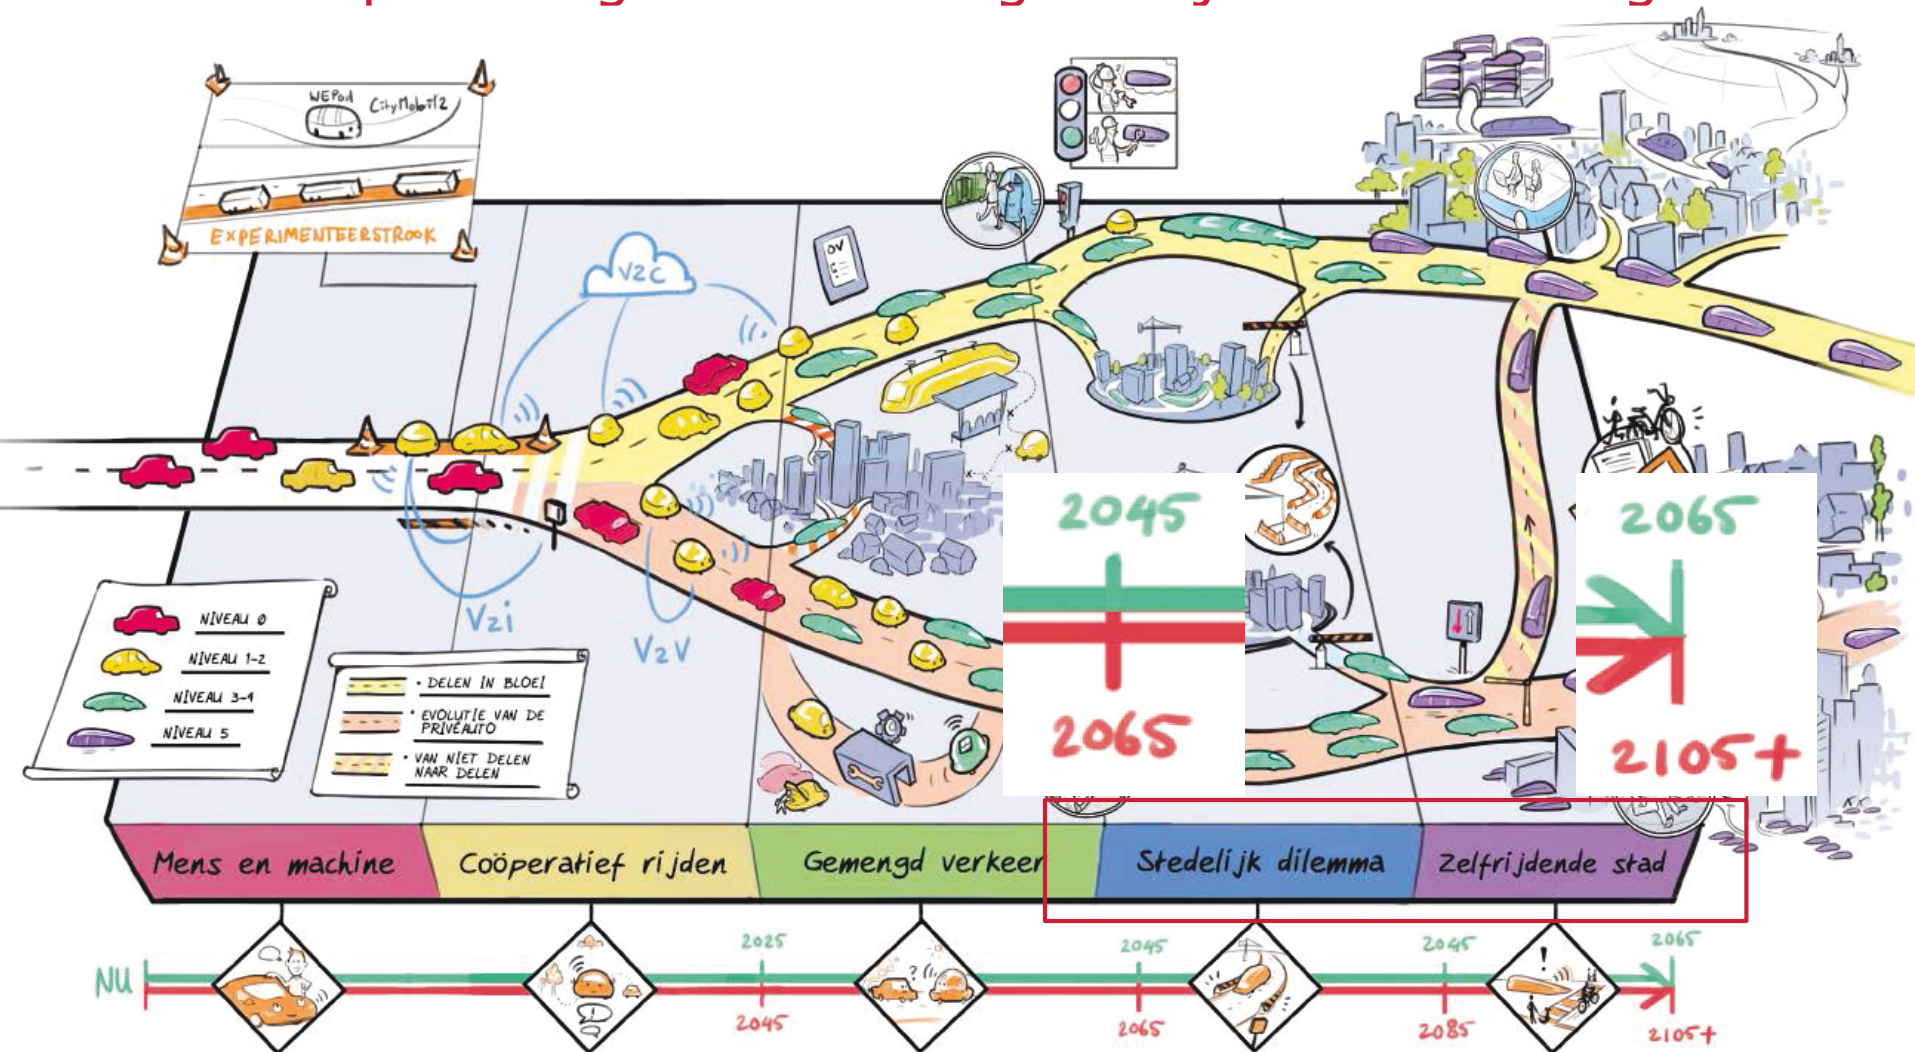 WEPod
CityMobil2
EXPERIMENTEERSTROOK
OV
V2C
V2i
V2V
NIVEAU 0
NIVEAU 1-2
NIVEAU 3-4
NIVEAU 5
• DELEN IN BLOEI
• EVOLUTIE VAN DE
PRIVÉAUTO
• VAN NIET DELEN
NAAR DELEN
2045
2065
2065
2105+
Mens en machine
Coöperatief rijden
Gemengd verkeer
Stedelijk dilemma
Zelfrijdende stad
NU
2025
2045
2045
2065
2045
2065
2085
2105+